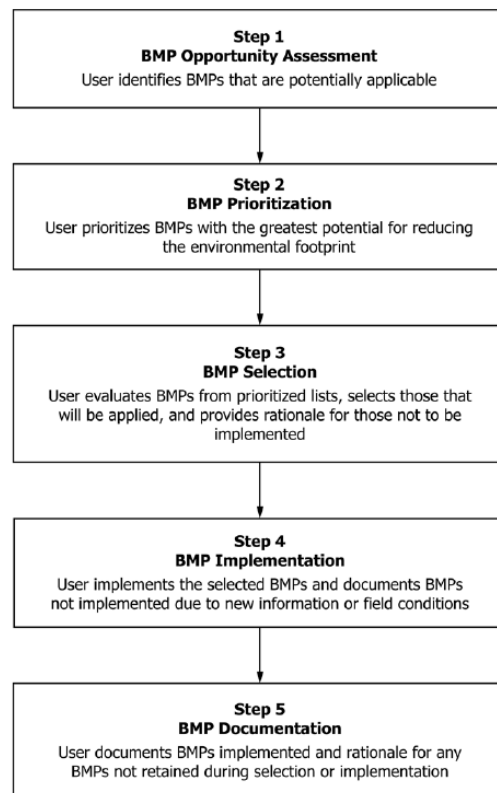 Step 1
BMP Opportunity Assessment
User identifies BMPs that are potentially applicable
Step 2
BMP Prioritization
User prioritizes BMPs with the greatest potential for reducing
the environmental footprint
Step 3
BMP Selection
User evaluates BMPs from prioritized lists, selects those that
will be applied, and provides rationale for those not to be
implemented
Step 4
BMP Implementation
User implements the selected BMPs and documents BMPs
not implemented due to new information or field conditions
Step 5
BMP Documentation
User documents BMPs implemented and rationale for any
BMPs not retained during selection or implementation